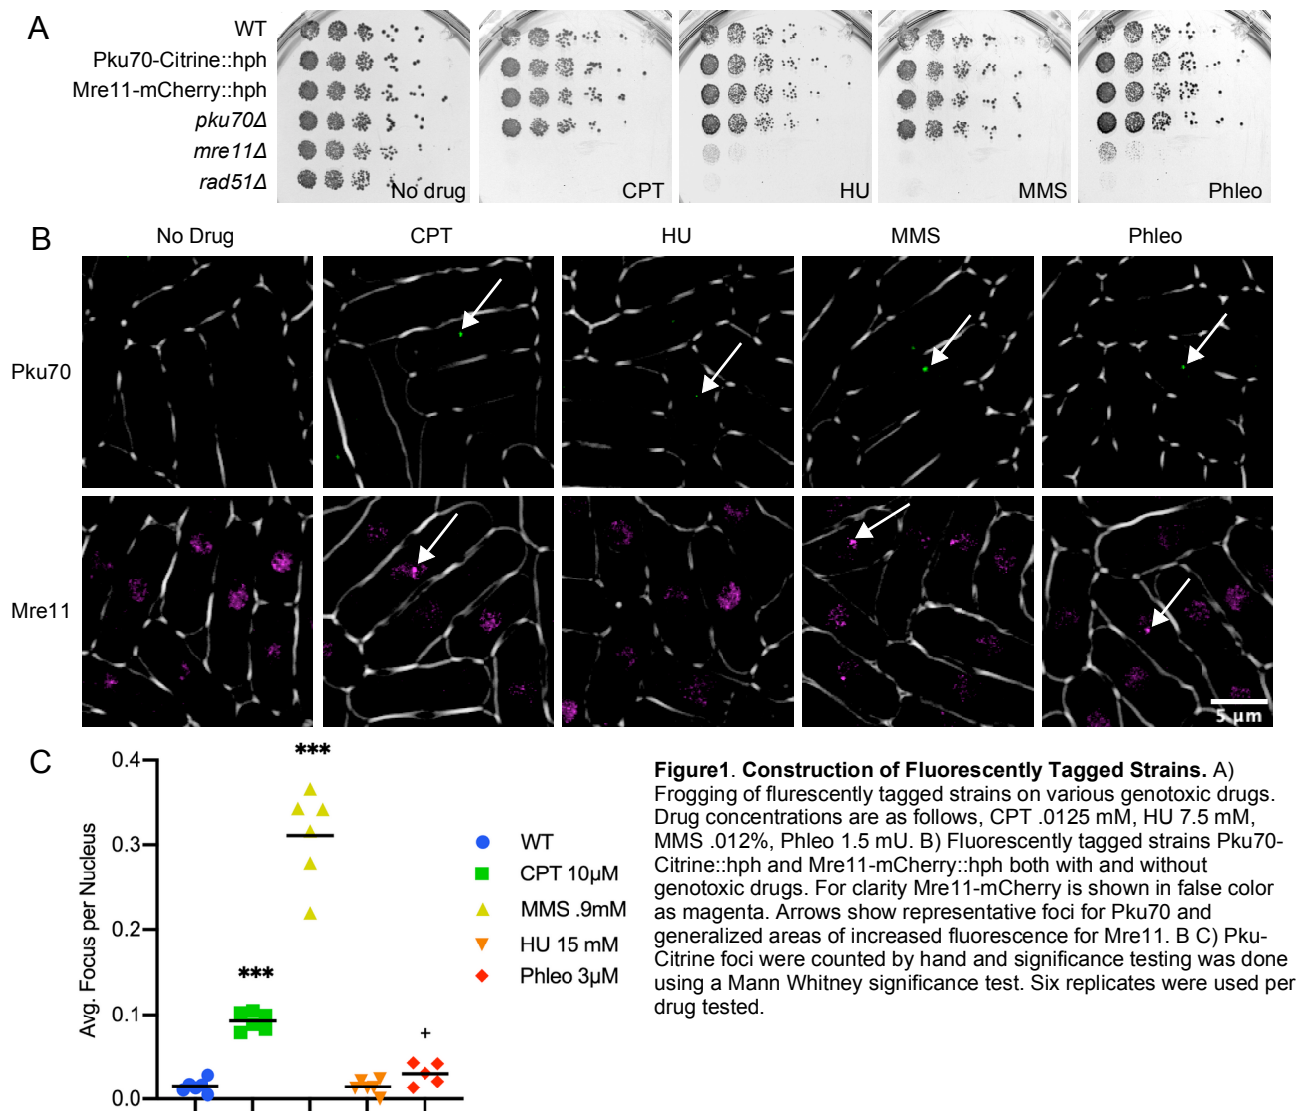 A
WT
Pku70-Citrine::hph
Mre11-mCherry::hph
pku70Δ
mre11Δ
rad51Δ
No drug
CPT
HU
MMS
Phleo
B
No Drug
CPT
HU
MMS
Phleo
Pku70
Mre11
5 µm
C
Avg. Focus per Nucleus
0.4
0.3
0.2
0.1
0.0
***
***
+
WT
CPT 10µM
MMS .9mM
HU 15 mM
Phleo 3µM
Figure1. Construction of Fluorescently Tagged Strains. A)
Frogging of flurescently tagged strains on various genotoxic drugs.
Drug concentrations are as follows, CPT .0125 mM, HU 7.5 mM,
MMS .012%, Phleo 1.5 mU. B) Fluorescently tagged strains Pku70-
Citrine::hph and Mre11-mCherry::hph both with and without
genotoxic drugs. For clarity Mre11-mCherry is shown in false color
as magenta. Arrows show representative foci for Pku70 and
generalized areas of increased fluorescence for Mre11. B C) Pku-
Citrine foci were counted by hand and significance testing was done
using a Mann Whitney significance test. Six replicates were used per
drug tested.